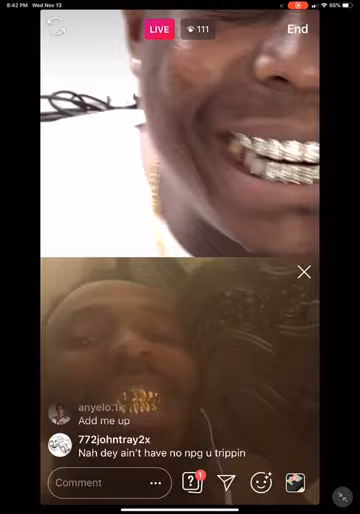 8:42 PM Wed Nov 13
65%
LIVE
111
End
anyelo.1k
Add me up
772johntray2x
Nah dey ain't have no npg u trippin
Comment
?
1